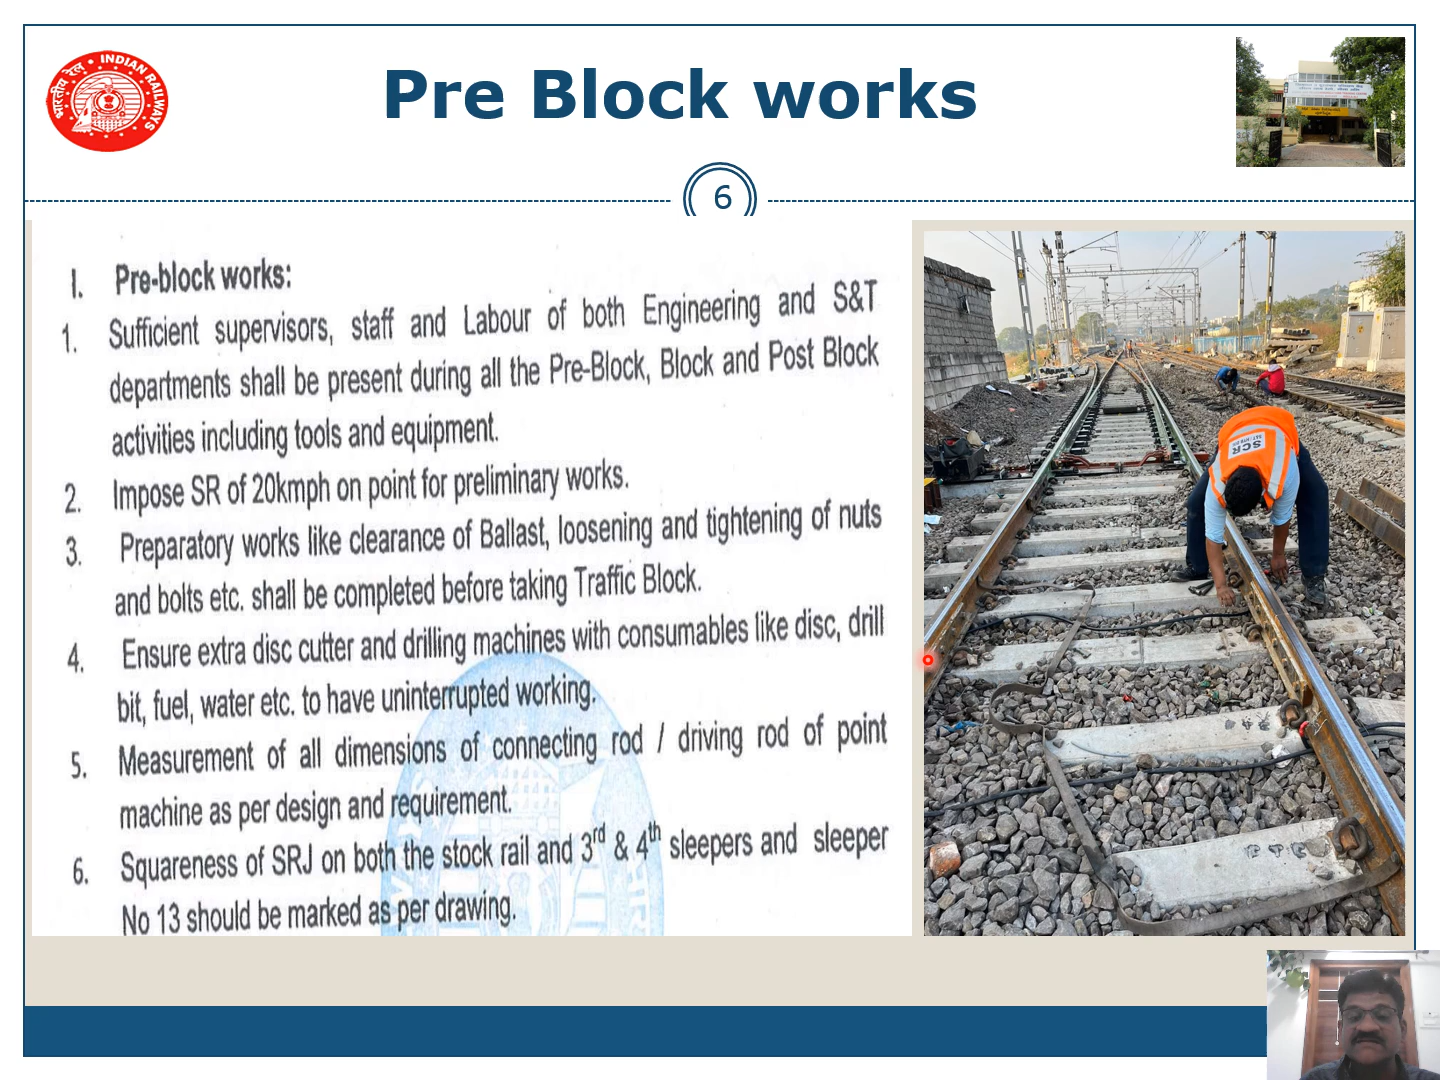 भारतीय रेल • INDIAN RAILWAYS
Pre Block works
6
I. Pre-block works:
1. Sufficient supervisors, staff and Labour of both Engineering and S&T
departments shall be present during all the Pre-Block, Block and Post Block
activities including tools and equipment.
2. Impose SR of 20kmph on point for preliminary works.
3. Preparatory works like clearance of Ballast, loosening and tightening of nuts
and bolts etc. shall be completed before taking Traffic Block.
4. Ensure extra disc cutter and drilling machines with consumables like disc, drill
bit, fuel, water etc. to have uninterrupted working.
5. Measurement of all dimensions of connecting rod / driving rod of point
machine as per design and requirement.
6. Squareness of SRJ on both the stock rail and 3rd & 4th sleepers and sleeper
No 13 should be marked as per drawing.
SCR